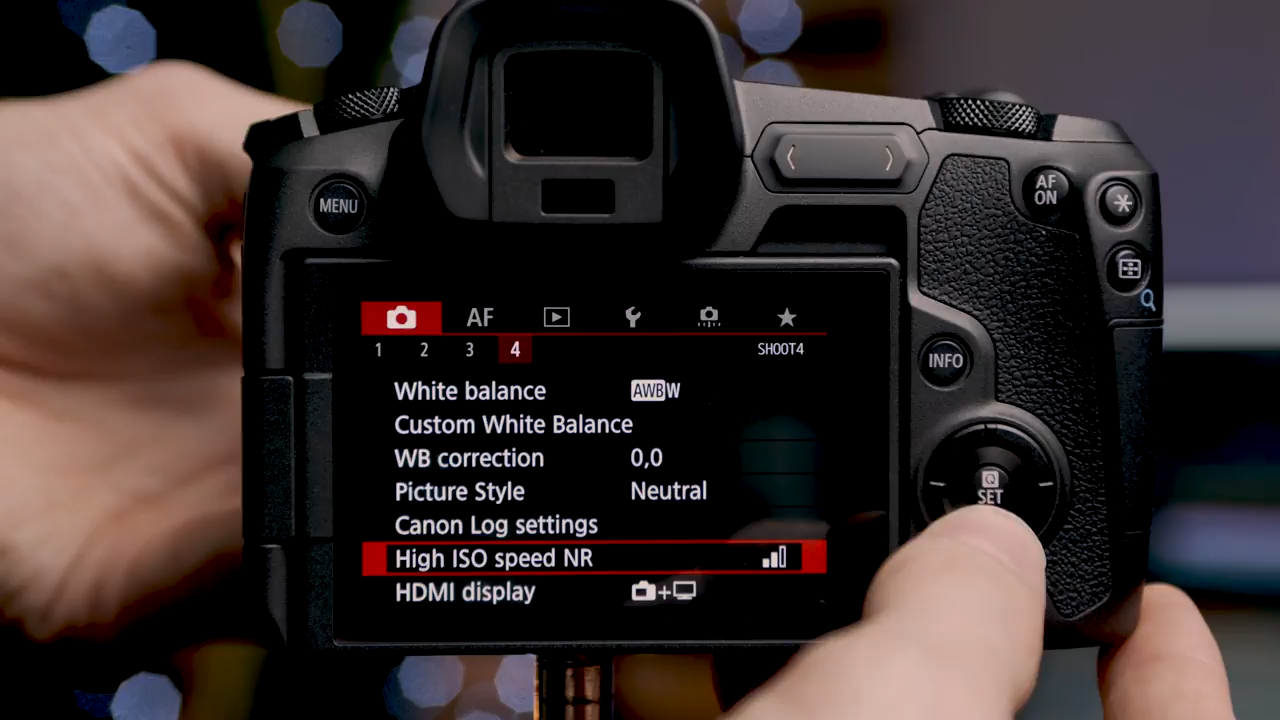 MENU
AF
ON
AF
1 2 3 4 SHOOT4
White balance AWBW
Custom White Balance
WB correction 0,0
Picture Style Neutral
Canon Log settings
High ISO speed NR
HDMI display +
INFO
Q
SET